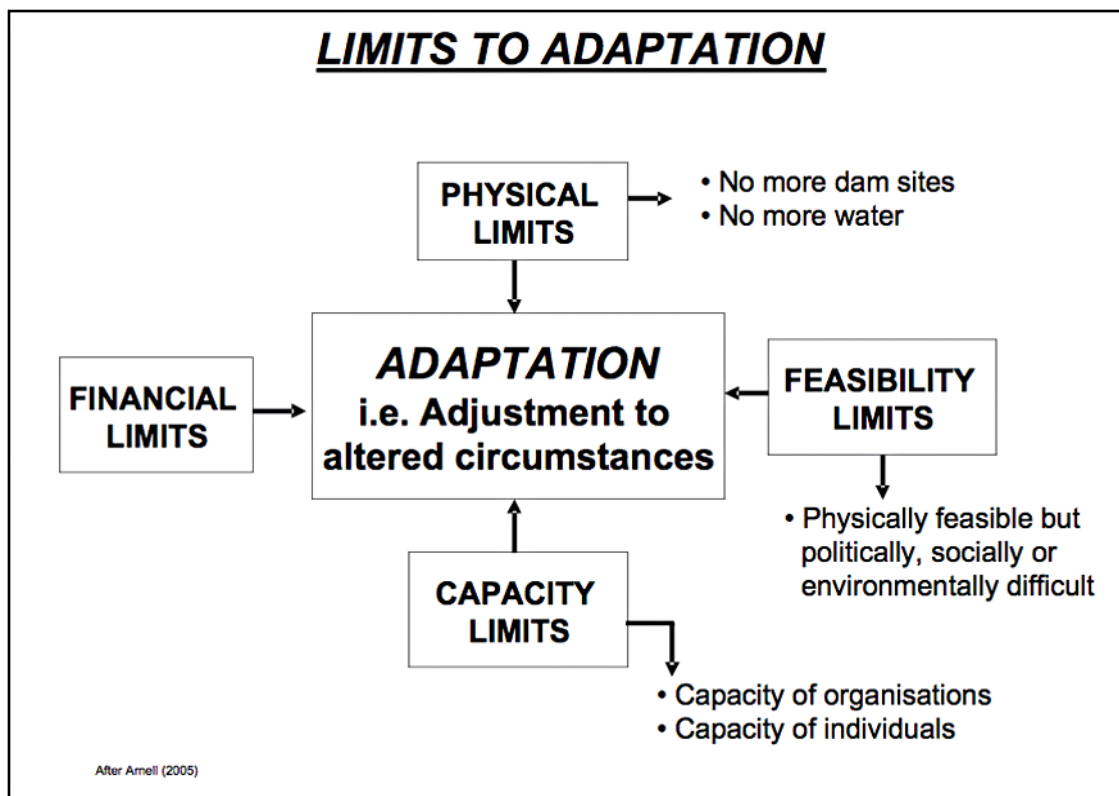 LIMITS TO ADAPTATION
PHYSICAL
LIMITS
• No more dam sites
• No more water
ADAPTATION
i.e. Adjustment to
altered circumstances
FINANCIAL
LIMITS
FEASIBILITY
LIMITS
• Physically feasible but
politically, socially or
environmentally difficult
CAPACITY
LIMITS
• Capacity of organisations
• Capacity of individuals
After Arnell (2005)